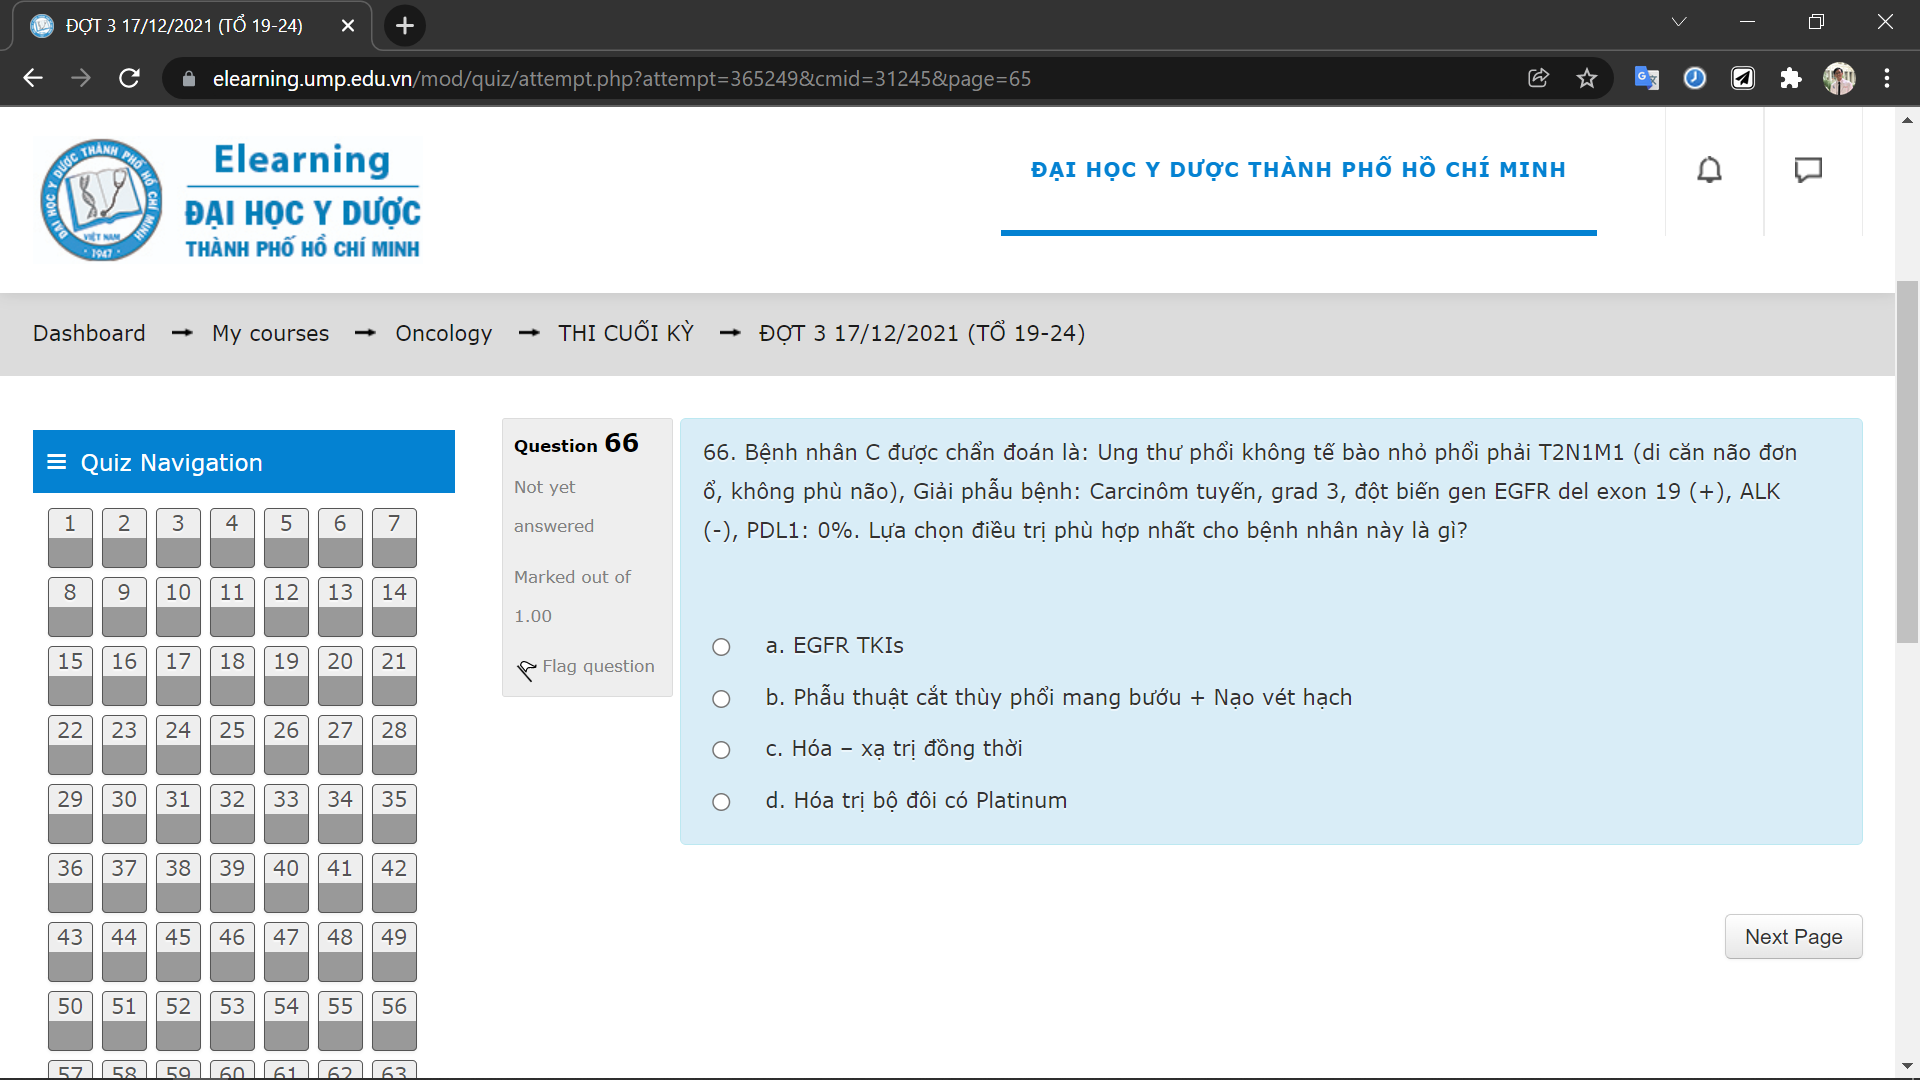 ĐỢT 3 17/12/2021 (TỔ 19-24)
elearning.ump.edu.vn/mod/quiz/attempt.php?attempt=365249&cmid=31245&page=65
ĐẠI HỌC Y DƯỢC THÀNH PHỐ HỒ CHÍ MINH
VIỆT NAM
1947
Elearning
ĐẠI HỌC Y DƯỢC
THÀNH PHỐ HỒ CHÍ MINH
ĐẠI HỌC Y DƯỢC THÀNH PHỐ HỒ CHÍ MINH
Dashboard → My courses → Oncology → THI CUỐI KỲ → ĐỢT 3 17/12/2021 (TỔ 19-24)
Quiz Navigation
1 2 3 4 5 6 7
8 9 10 11 12 13 14
15 16 17 18 19 20 21
22 23 24 25 26 27 28
29 30 31 32 33 34 35
36 37 38 39 40 41 42
43 44 45 46 47 48 49
50 51 52 53 54 55 56
57 58 59 60 61 62 63
Question 66
Not yet
answered
Marked out of
1.00
Flag question
66. Bệnh nhân C được chẩn đoán là: Ung thư phổi không tế bào nhỏ phổi phải T2N1M1 (di căn não đơn
ổ, không phù não), Giải phẫu bệnh: Carcinôm tuyến, grad 3, đột biến gen EGFR del exon 19 (+), ALK
(-), PDL1: 0%. Lựa chọn điều trị phù hợp nhất cho bệnh nhân này là gì?
a. EGFR TKIs
b. Phẫu thuật cắt thùy phổi mang bướu + Nạo vét hạch
c. Hóa – xạ trị đồng thời
d. Hóa trị bộ đôi có Platinum
Next Page